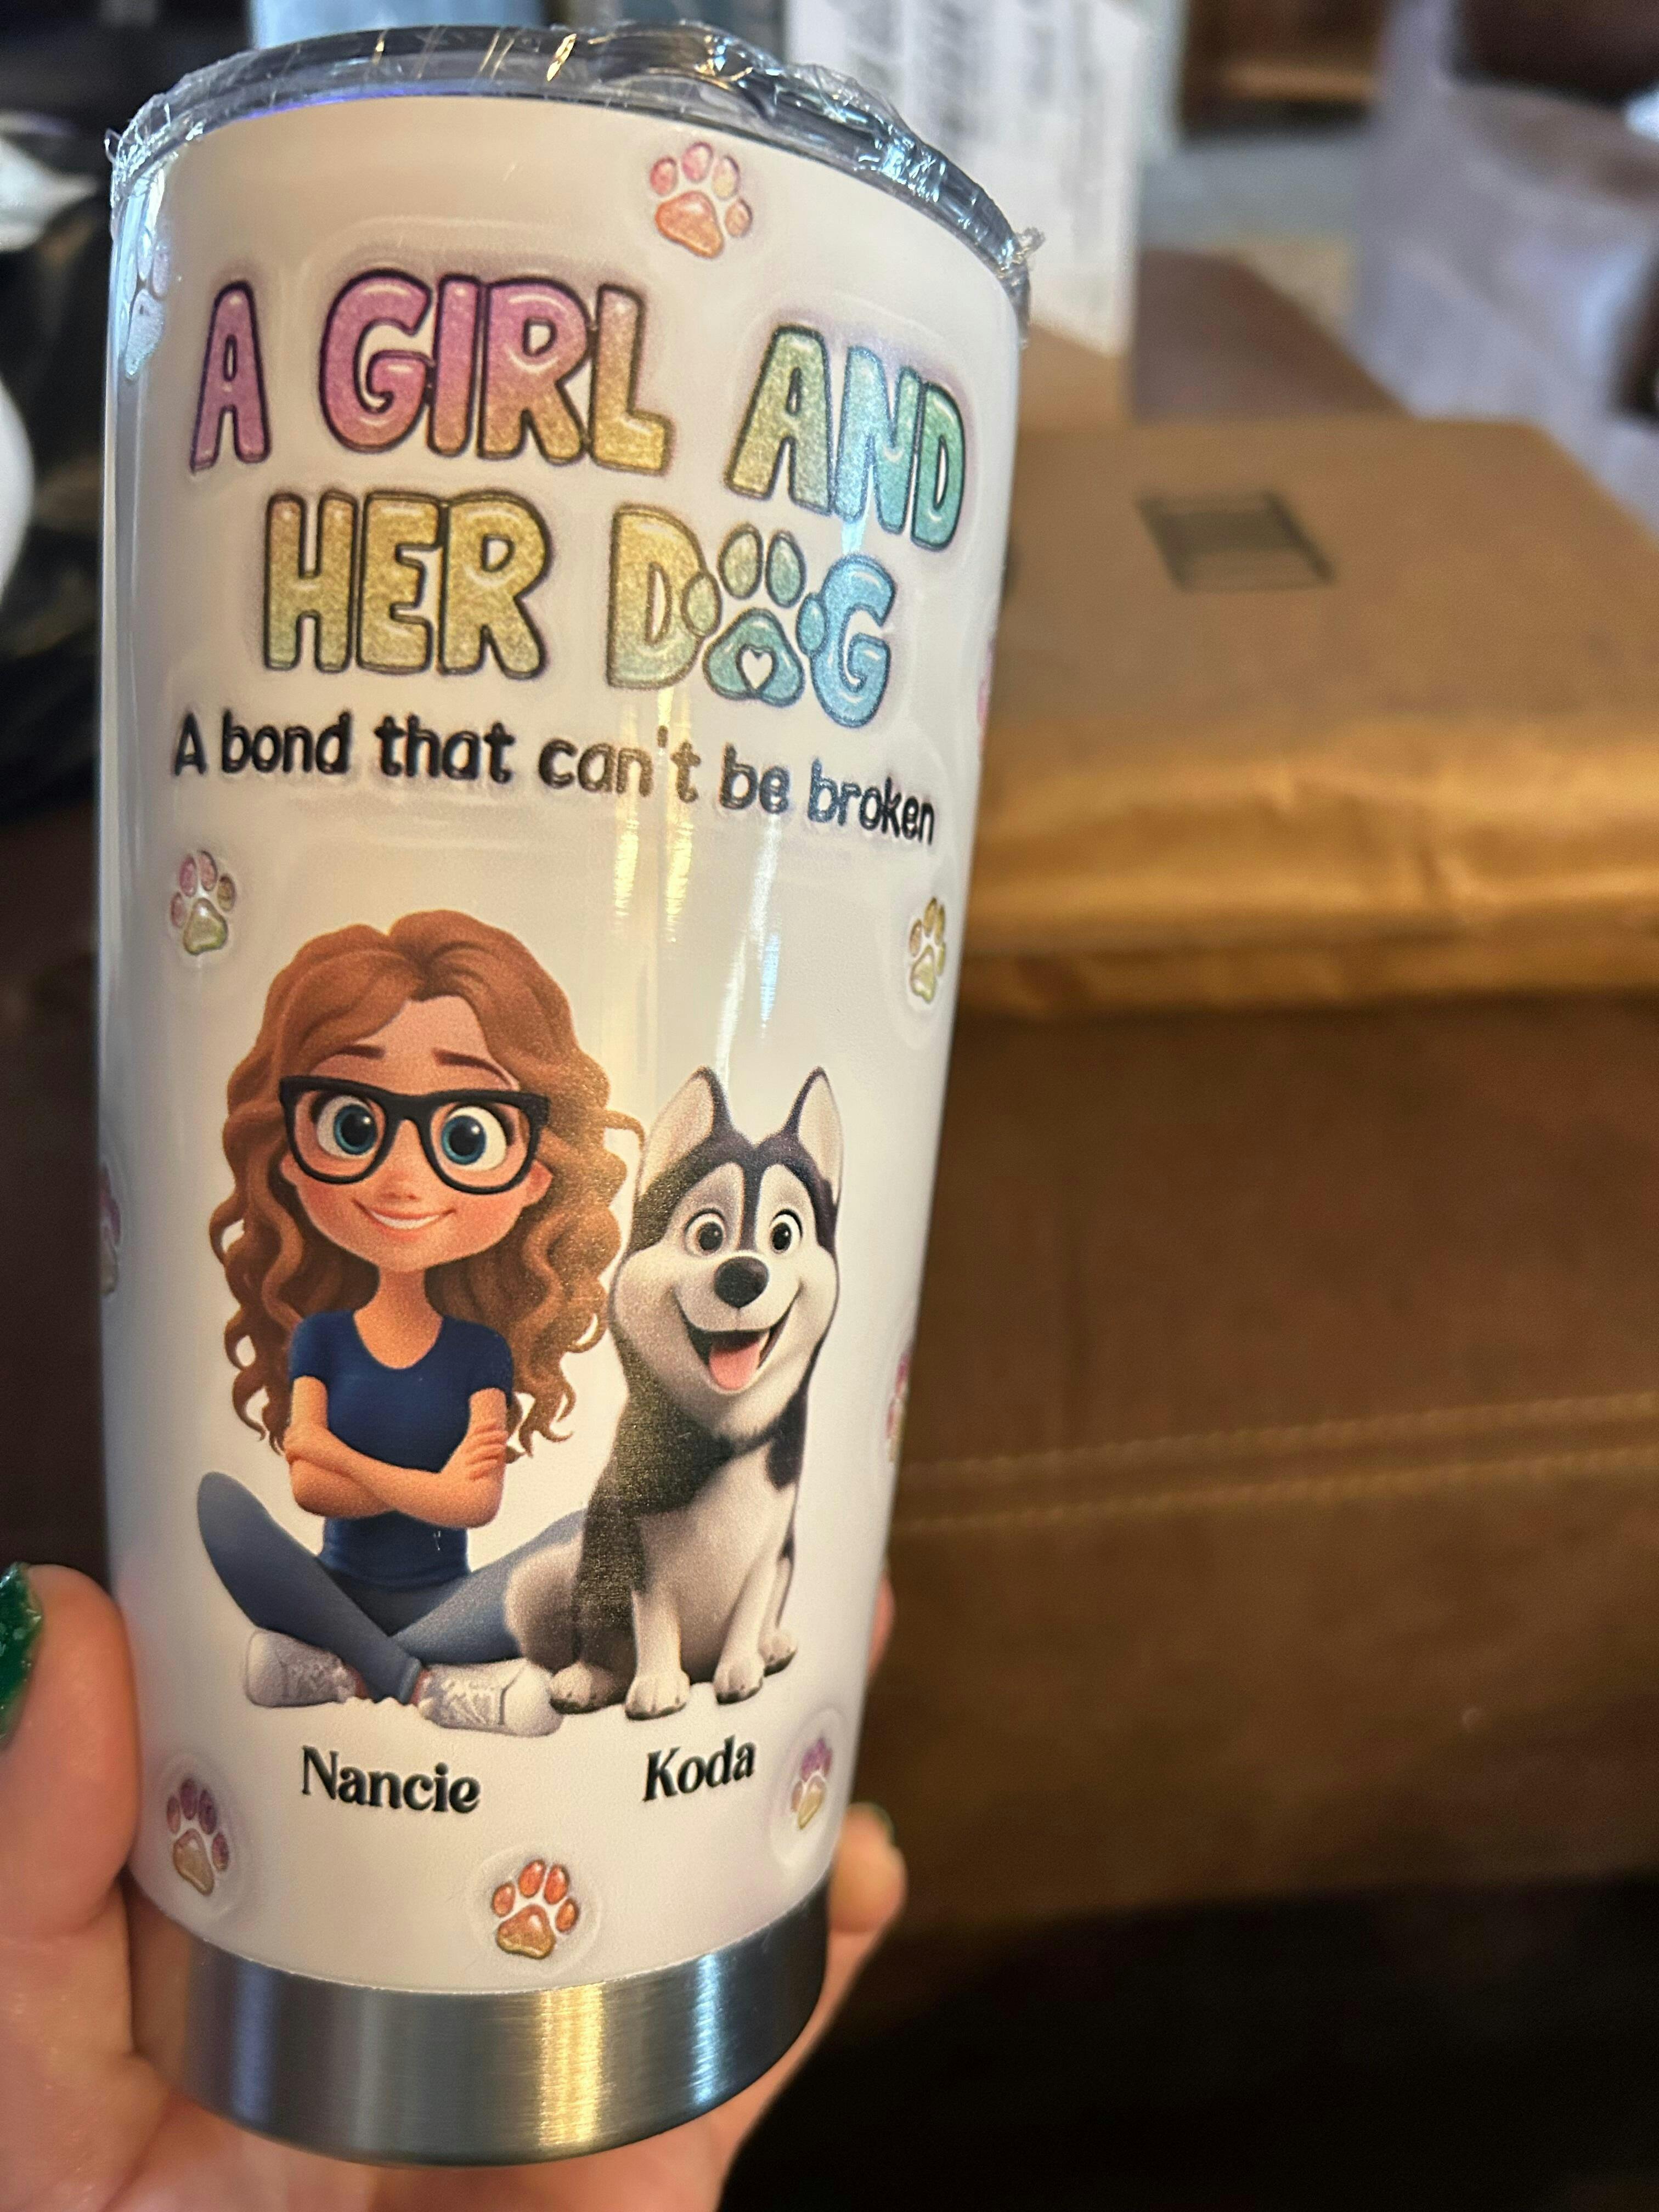 A GIRL AND
HER DOG
A bond that can't be broken
Nancie Koda